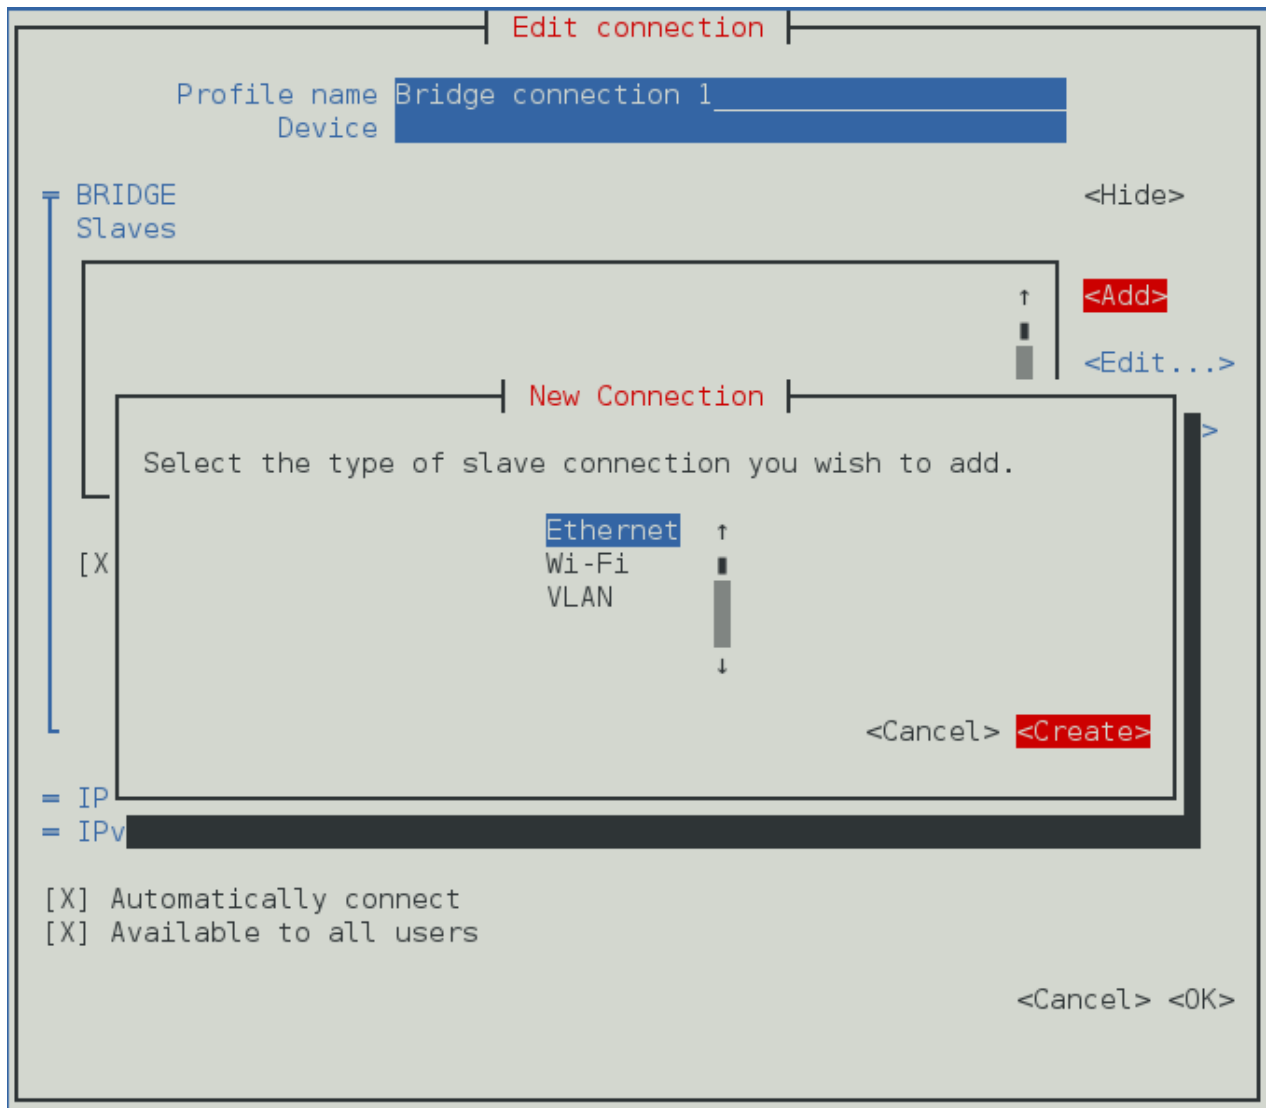 Edit connection
Profile name Bridge connection 1
Device
BRIDGE <Hide>
Slaves
↑ <Add>
<Edit...>
New Connection
>
Select the type of slave connection you wish to add.
Ethernet ↑
[X Wi-Fi
VLAN
↓
<Cancel> <Create>
= IP
= IPv
[X] Automatically connect
[X] Available to all users
<Cancel> <OK>